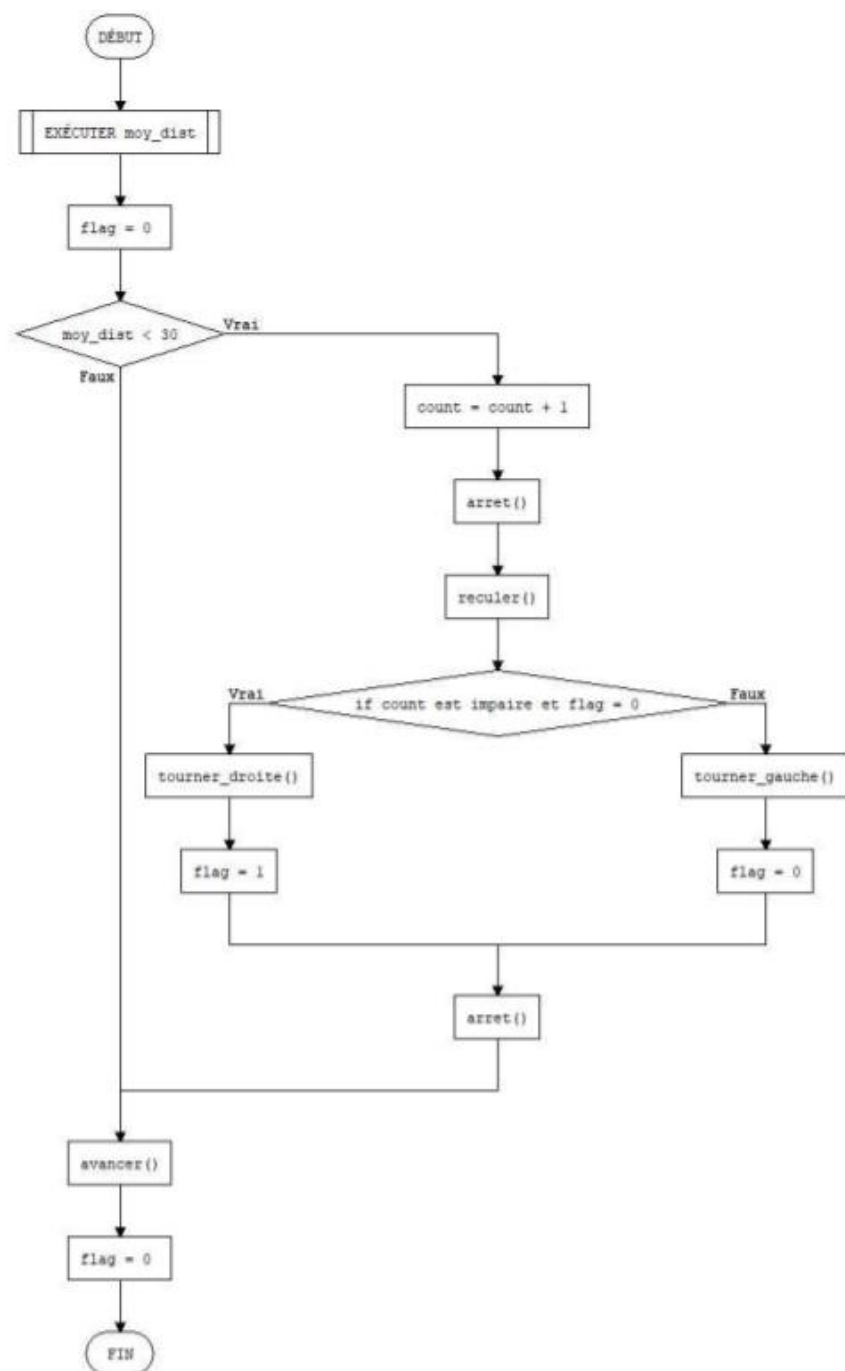 DÉBUT
EXÉCUTER moy_dist
flag = 0
moy_dist < 30
Vrai
Faux
count = count + 1
arret()
reculer()
if count est impaire et flag = 0
Vrai
Faux
tourner_droite()
tourner_gauche()
flag = 1
flag = 0
arret()
avancer()
flag = 0
FIN